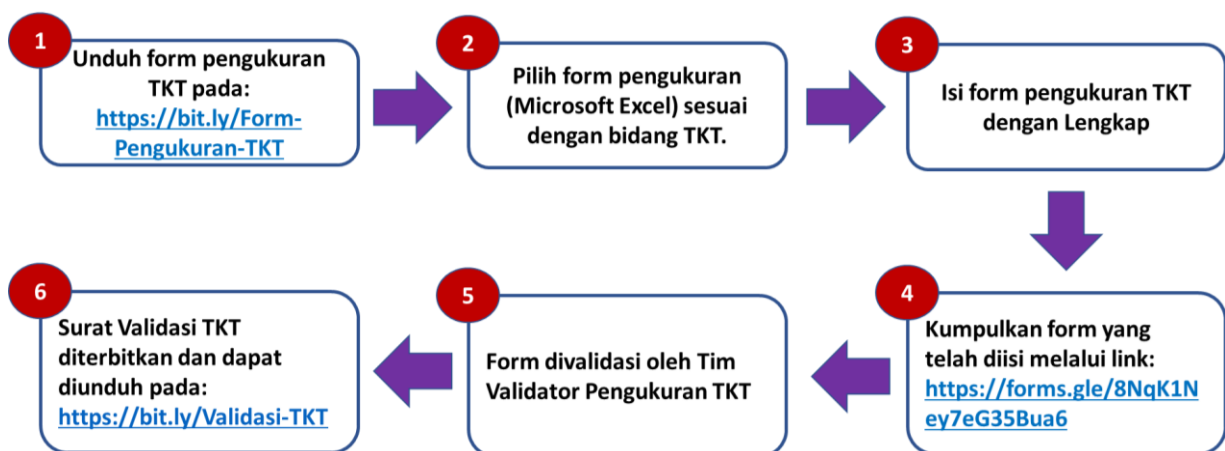 1
Unduh form pengukuran
TKT pada:
https://bit.ly/Form-
Pengukuran-TKT
2
Pilih form pengukuran
(Microsoft Excel) sesuai
dengan bidang TKT.
3
Isi form pengukuran TKT
dengan Lengkap
4
Kumpulkan form yang
telah diisi melalui link:
https://forms.gle/8NqK1N
ey7eG35Bua6
5
Form divalidasi oleh Tim
Validator Pengukuran TKT
6
Surat Validasi TKT
diterbitkan dan dapat
diunduh pada:
https://bit.ly/Validasi-TKT